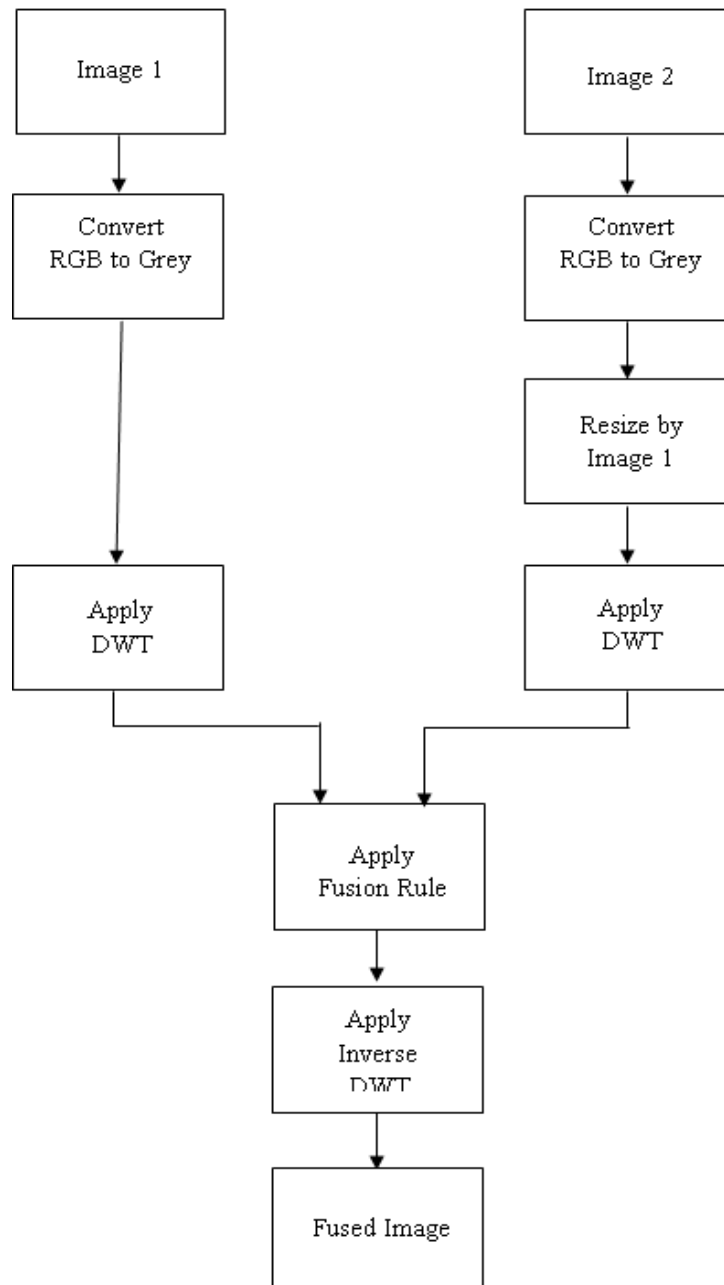 Image 1
Image 2
Convert
RGB to Grey
Convert
RGB to Grey
Resize by
Image 1
Apply
DWT
Apply
DWT
Apply
Fusion Rule
Apply
Inverse
DWT
Fused Image